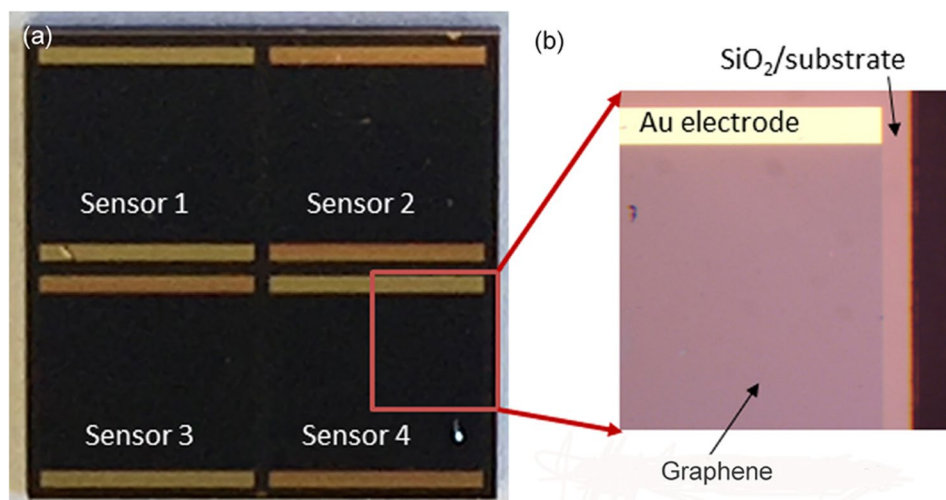 (a)
(b)
SiO₂/substrate
Au electrode
Sensor 1
Sensor 2
Sensor 3
Sensor 4
Graphene